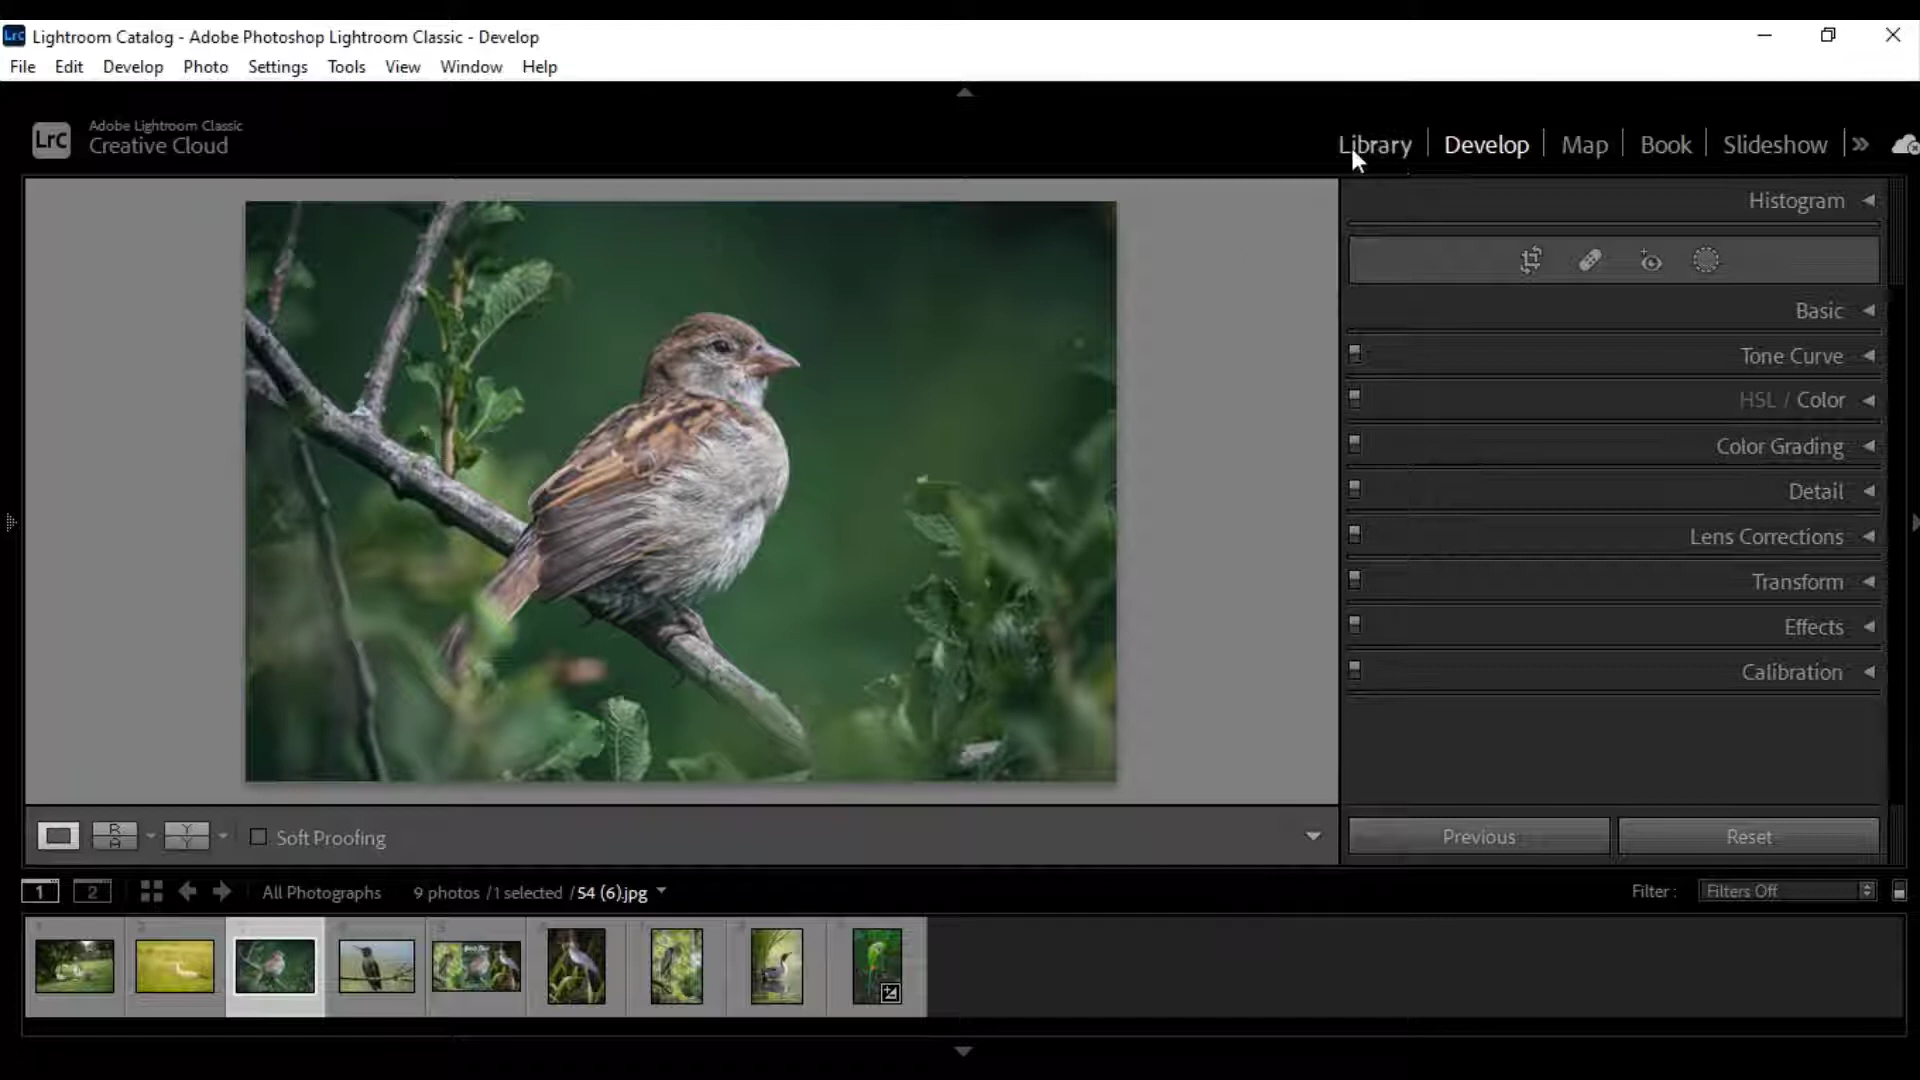 Lrc Lightroom Catalog - Adobe Photoshop Lightroom Classic - Develop
File Edit Develop Photo Settings Tools View Window Help
Lrc Adobe Lightroom Classic
Creative Cloud
Library Develop Map Book Slideshow »
Histogram
Basic
Tone Curve
HSL / Color
Color Grading
Detail
Lens Corrections
Transform
Effects
Calibration
R A Y Y Soft Proofing
Previous Reset
1 2 All Photographs 9 photos /1 selected /54 (6).jpg Filter : Filters Off